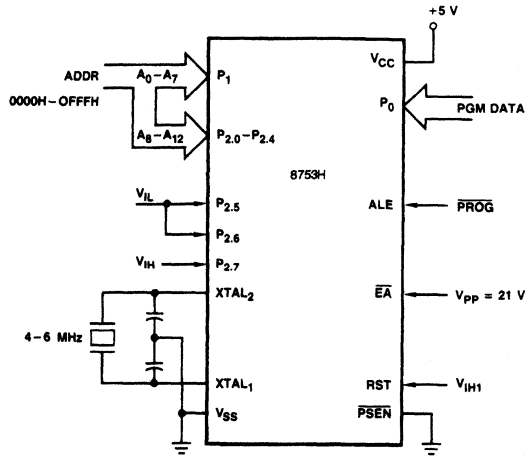 +5 V
VCC
ADDR
0000H-OFFFH
A0-A7
P1
A8-A12
P2.0-P2.4
P0
PGM DATA
8753H
VIL
P2.5
ALE
PROG
P2.6
VIH
P2.7
XTAL2
EA
VPP = 21 V
4-6 MHz
XTAL1
RST
VIH1
VSS
PSEN